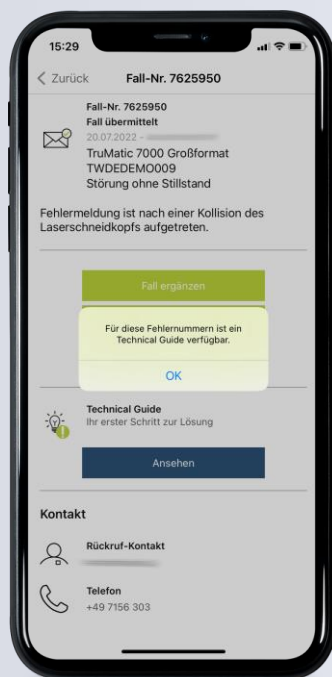 15:29
Zurück
Fall-Nr. 7625950
Fall-Nr. 7625950
Fall übermittelt
20.07.2022 -
TruMatic 7000 Großformat
TWDEDEMO009
Störung ohne Stillstand
Fehlermeldung ist nach einer Kollision des
Laserschneidkopfs aufgetreten.
Fall ergänzen
Für diese Fehlernummern ist ein
Technical Guide verfügbar.
OK
Technical Guide
Ihr erster Schritt zur Lösung
Ansehen
Kontakt
Rückruf-Kontakt
Telefon
+49 7156 303